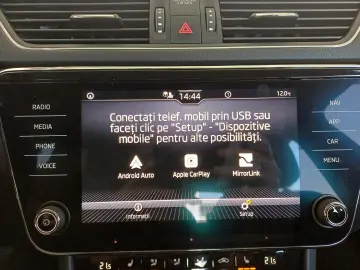 14:44
12.0
RADIO
MEDIA
PHONE
VOICE
NAV
APP
CAR
MENU
Conectați telef. mobil prin USB sau
faceți clic pe "Setup" - "Dispozitive
mobile" pentru alte posibilități.
Android Auto
Apple CarPlay
MirrorLink
Informații
Setup